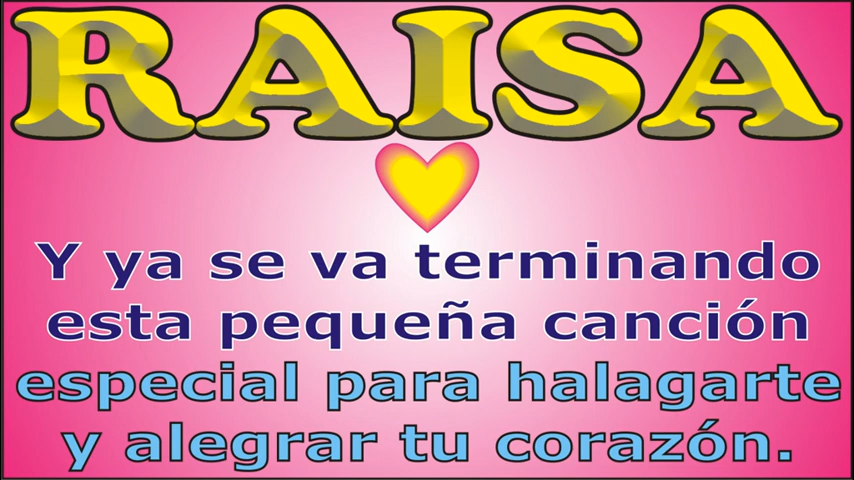 RAISA
Y ya se va terminando
esta pequeña canción
especial para halagarte
y alegrar tu corazón.